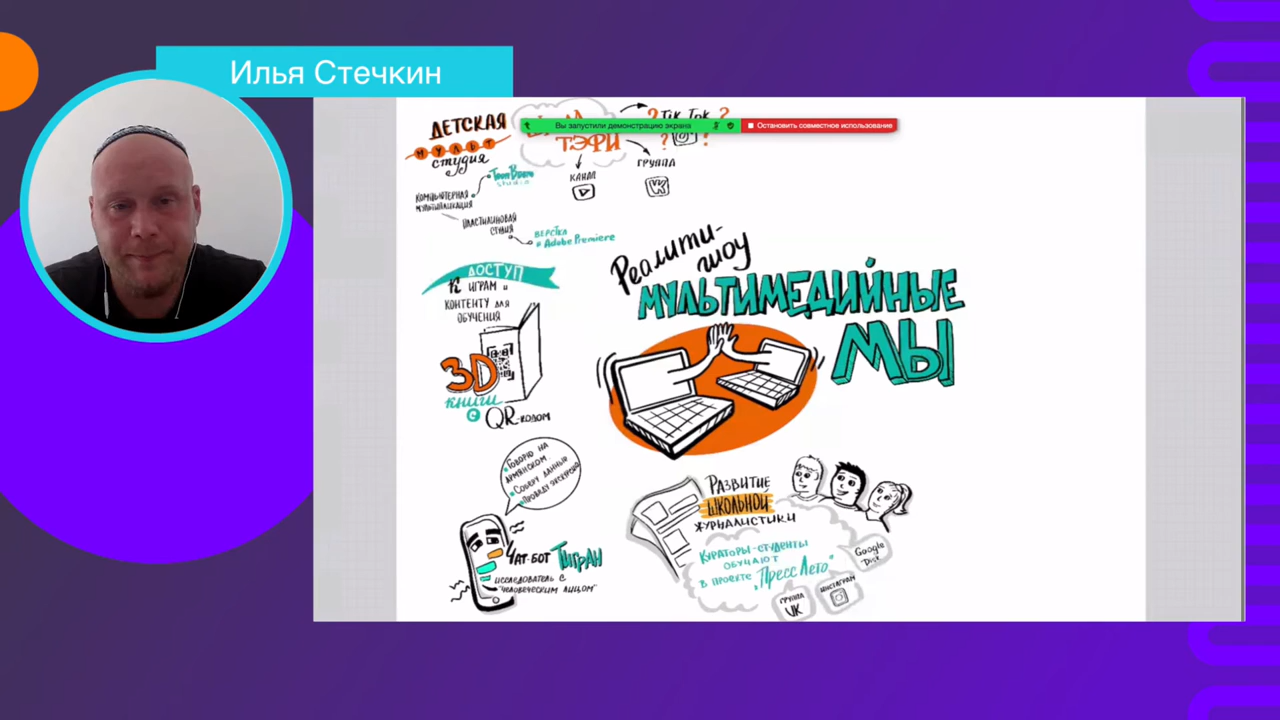 Илья Стечкин
Вы запустили демонстрацию экрана
Остановить совместное использование
ДЕТСКАЯ
МУЛЬТ
СТУДИЯ
ТЭФИ
КАНАЛ
Tik Tok
? ? ? ?
ГРУППА
VK
КОМПЬЮТЕРНАЯ
МУЛЬТИПЛИКАЦИЯ
Toon Boom
studio
ПЛАСТИЛИНОВАЯ
СТУДИЯ
ВЕРСТКА
в Adobe Premiere
ДОСТУП
К ИГРАМ и
КОНТЕНТУ для
ОБУЧЕНИЯ
3D
КНИГИ
с QR-кодом
Реалити-
шоу
МУЛЬТИМЕДИЙНЫЕ
МЫ
Говорю на
армянском
Соберу данные
Проведу экскурсию
ЧАТ-БОТ ТИГРАН
ИССЛЕДОВАТЕЛЬ С
"ЧЕЛОВЕЧЕСКИМ ЛИЦОМ"
РАЗВИТИЕ
ШКОЛЬНОЙ
ЖУРНАЛИСТИКИ
КУРАТОРЫ-СТУДЕНТЫ
ОБУЧАЮТ
В ПРОЕКТЕ „Пресс Лето"
Google
Disk
ГРУППА
VK
ИНСТАГРАМ